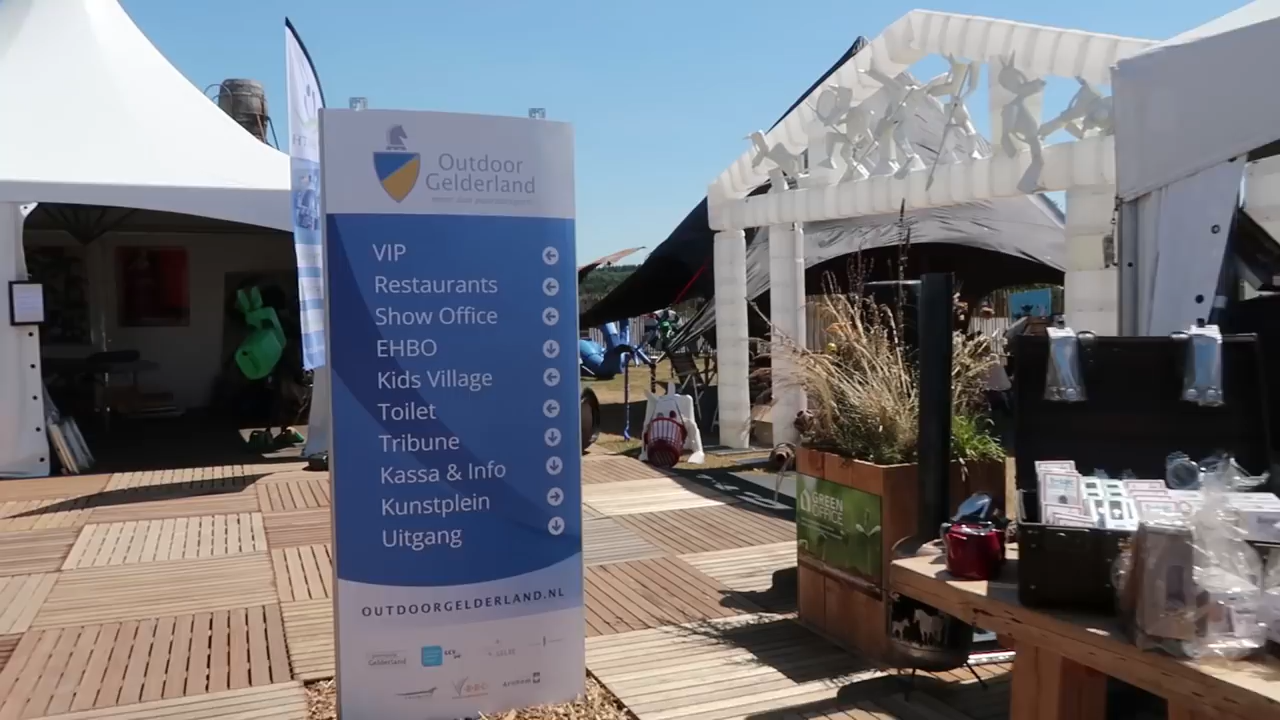 Outdoor
Gelderland
VIP
Restaurants
Show Office
EHBO
Kids Village
Toilet
Tribune
Kassa & Info
Kunstplein
Uitgang
OUTDOORGELDERLAND.NL
Gelderland
GREEN
OFFICE